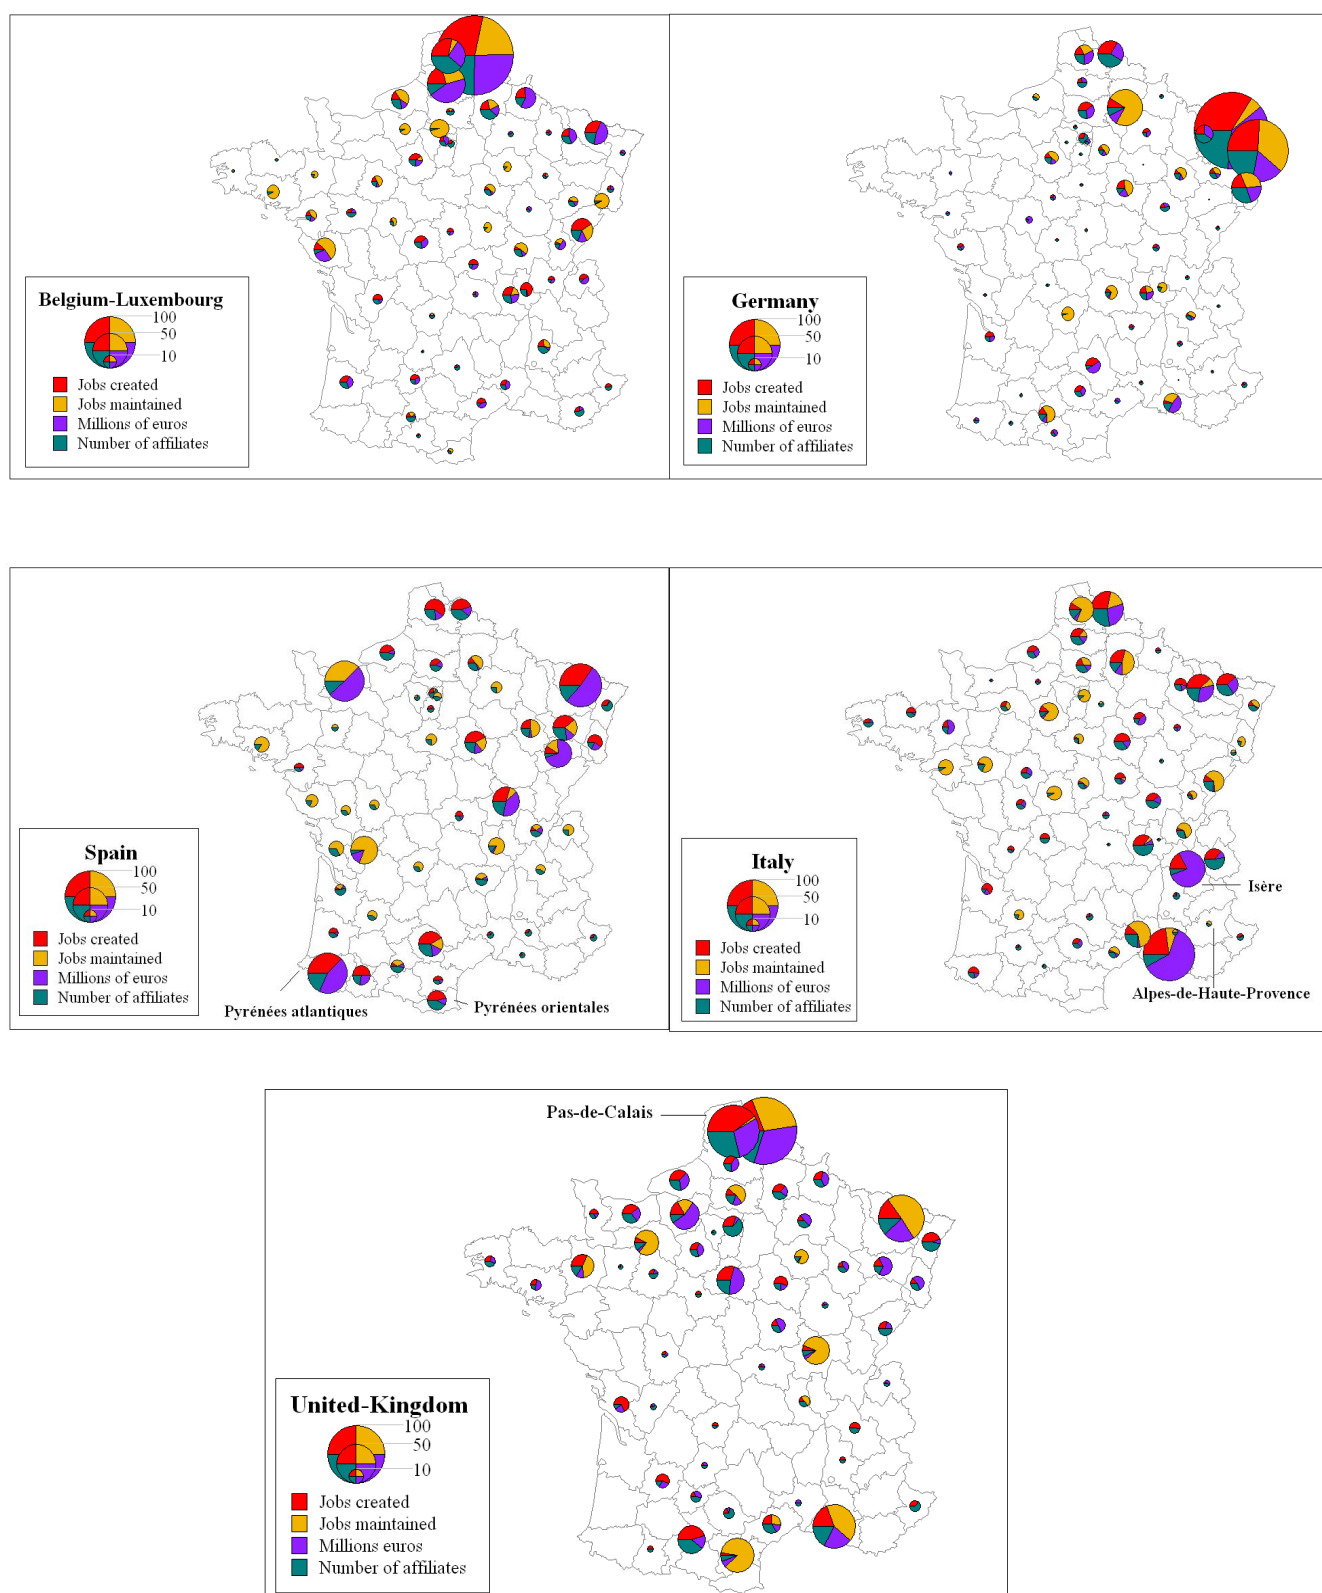 Belgium-Luxembourg
100
50
10
Jobs created
Jobs maintained
Millions of euros
Number of affiliates
Germany
100
50
10
Jobs created
Jobs maintained
Millions of euros
Number of affiliates
Spain
100
50
10
Jobs created
Jobs maintained
Millions of euros
Number of affiliates
Pyrénées atlantiques
Pyrénées orientales
Italy
100
50
10
Jobs created
Jobs maintained
Millions of euros
Number of affiliates
Isère
Alpes-de-Haute-Provence
Pas-de-Calais
United-Kingdom
100
50
10
Jobs created
Jobs maintained
Millions euros
Number of affiliates